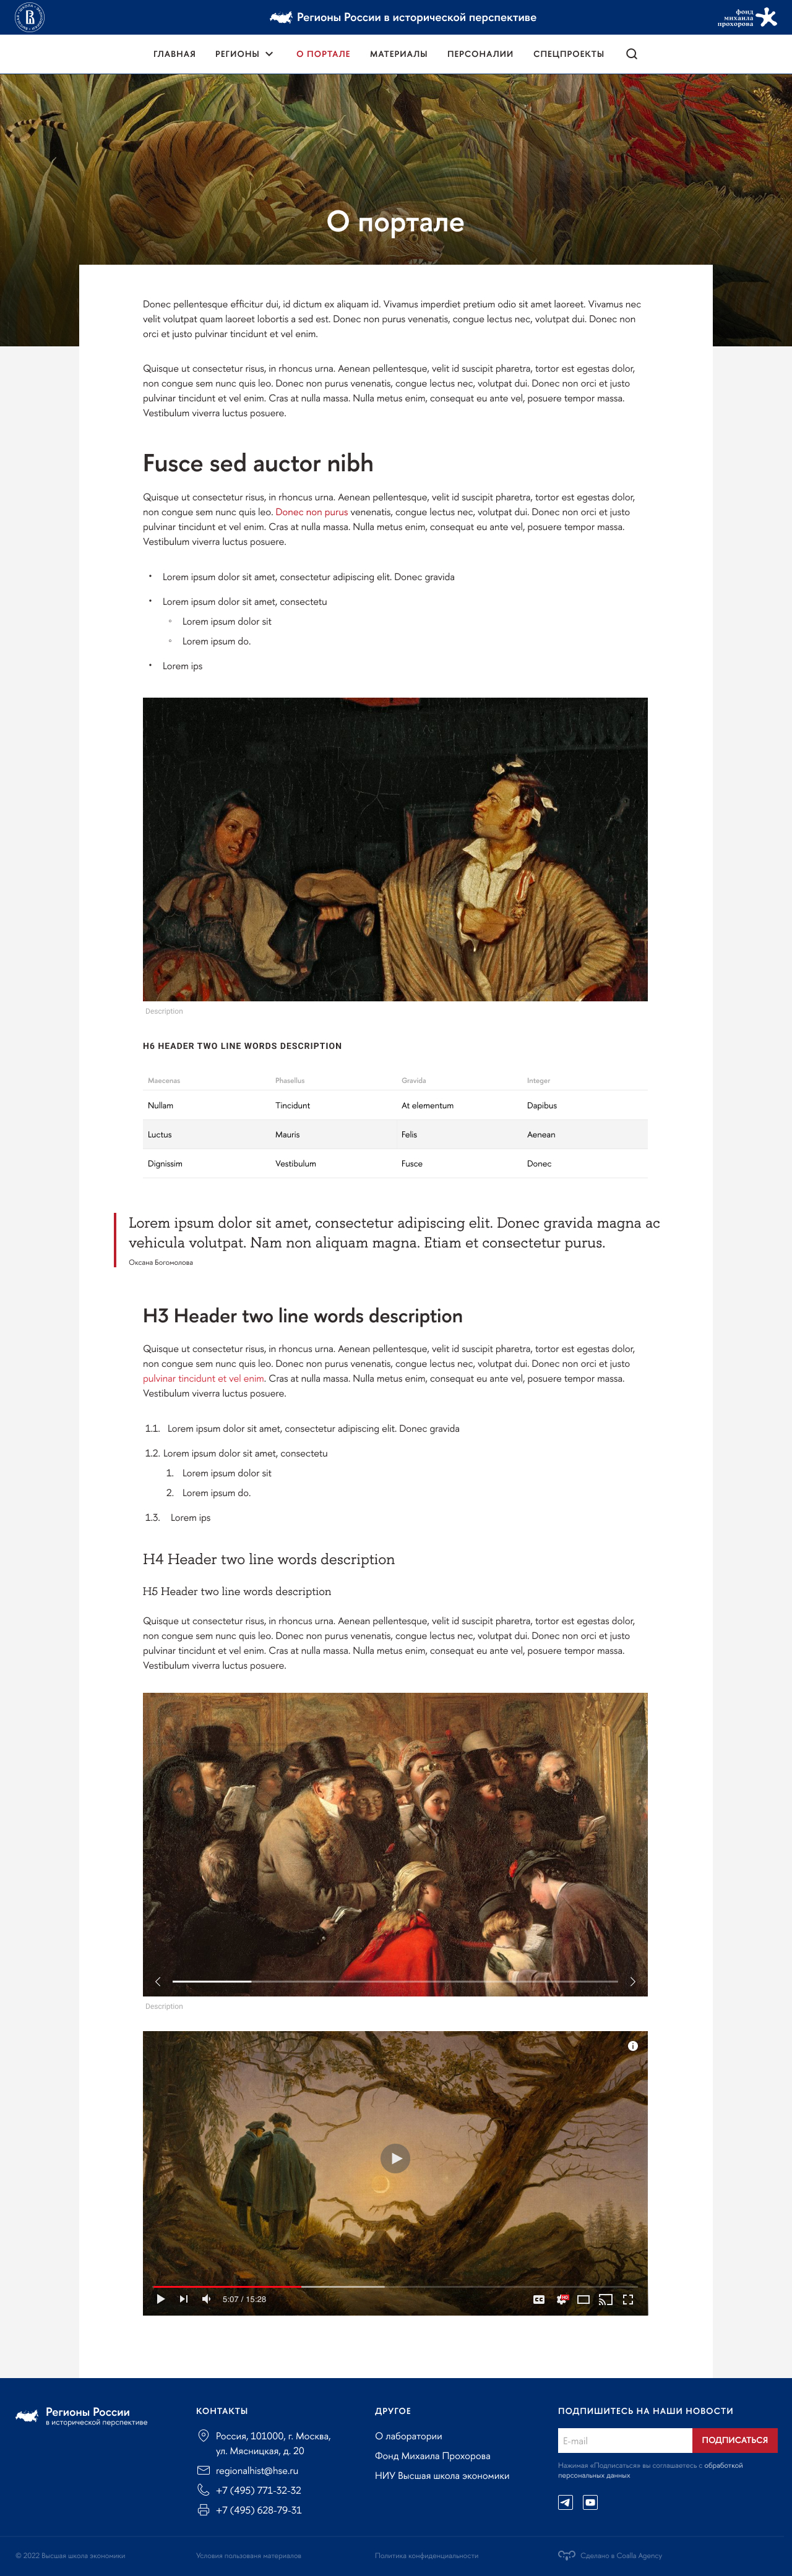 Регионы России в исторической перспективе
фонд
михаила
прохорова
ГЛАВНАЯ РЕГИОНЫ О ПОРТАЛЕ МАТЕРИАЛЫ ПЕРСОНАЛИИ СПЕЦПРОЕКТЫ
О портале
Donec pellentesque efficitur dui, id dictum ex aliquam id. Vivamus imperdiet pretium odio sit amet laoreet. Vivamus nec
velit volutpat quam laoreet lobortis a sed est. Donec non purus venenatis, congue lectus nec, volutpat dui. Donec non
orci et justo pulvinar tincidunt et vel enim.
Quisque ut consectetur risus, in rhoncus urna. Aenean pellentesque, velit id suscipit pharetra, tortor est egestas dolor,
non congue sem nunc quis leo. Donec non purus venenatis, congue lectus nec, volutpat dui. Donec non orci et justo
pulvinar tincidunt et vel enim. Cras at nulla massa. Nulla metus enim, consequat eu ante vel, posuere tempor massa.
Vestibulum viverra luctus posuere.
Fusce sed auctor nibh
Quisque ut consectetur risus, in rhoncus urna. Aenean pellentesque, velit id suscipit pharetra, tortor est egestas dolor,
non congue sem nunc quis leo. Donec non purus venenatis, congue lectus nec, volutpat dui. Donec non orci et justo
pulvinar tincidunt et vel enim. Cras at nulla massa. Nulla metus enim, consequat eu ante vel, posuere tempor massa.
Vestibulum viverra luctus posuere.
• Lorem ipsum dolor sit amet, consectetur adipiscing elit. Donec gravida
• Lorem ipsum dolor sit amet, consectetu
• Lorem ipsum dolor sit
• Lorem ipsum do.
• Lorem ips
Description
H6 HEADER TWO LINE WORDS DESCRIPTION
Maecenas Phasellus Gravida Integer
Nullam Tincidunt At elementum Dapibus
Luctus Mauris Felis Aenean
Dignissim Vestibulum Fusce Donec
Lorem ipsum dolor sit amet, consectetur adipiscing elit. Donec gravida magna ac
vehicula volutpat. Nam non aliquam magna. Etiam et consectetur purus.
Оксана Богомолова
H3 Header two line words description
Quisque ut consectetur risus, in rhoncus urna. Aenean pellentesque, velit id suscipit pharetra, tortor est egestas dolor,
non congue sem nunc quis leo. Donec non purus venenatis, congue lectus nec, volutpat dui. Donec non orci et justo
pulvinar tincidunt et vel enim. Cras at nulla massa. Nulla metus enim, consequat eu ante vel, posuere tempor massa.
Vestibulum viverra luctus posuere.
1.1. Lorem ipsum dolor sit amet, consectetur adipiscing elit. Donec gravida
1.2. Lorem ipsum dolor sit amet, consectetu
1. Lorem ipsum dolor sit
2. Lorem ipsum do.
1.3. Lorem ips
H4 Header two line words description
H5 Header two line words description
Quisque ut consectetur risus, in rhoncus urna. Aenean pellentesque, velit id suscipit pharetra, tortor est egestas dolor,
non congue sem nunc quis leo. Donec non purus venenatis, congue lectus nec, volutpat dui. Donec non orci et justo
pulvinar tincidunt et vel enim. Cras at nulla massa. Nulla metus enim, consequat eu ante vel, posuere tempor massa.
Vestibulum viverra luctus posuere.
Description
5:07 / 15:28
CC
HD
Регионы России
в исторической перспективе
КОНТАКТЫ
Россия, 101000, г. Москва,
ул. Мясницкая, д. 20
regionalhist@hse.ru
+7 (495) 771-32-32
+7 (495) 628-79-31
ДРУГОЕ
О лаборатории
Фонд Михаила Прохорова
НИУ Высшая школа экономики
ПОДПИШИТЕСЬ НА НАШИ НОВОСТИ
E-mail ПОДПИСАТЬСЯ
Нажимая «Подписаться» вы соглашаетесь с обработкой
персональных данных
© 2022 Высшая школа экономики Условия пользованя материалов Политика конфиденциальности Сделано в Coalla Agency